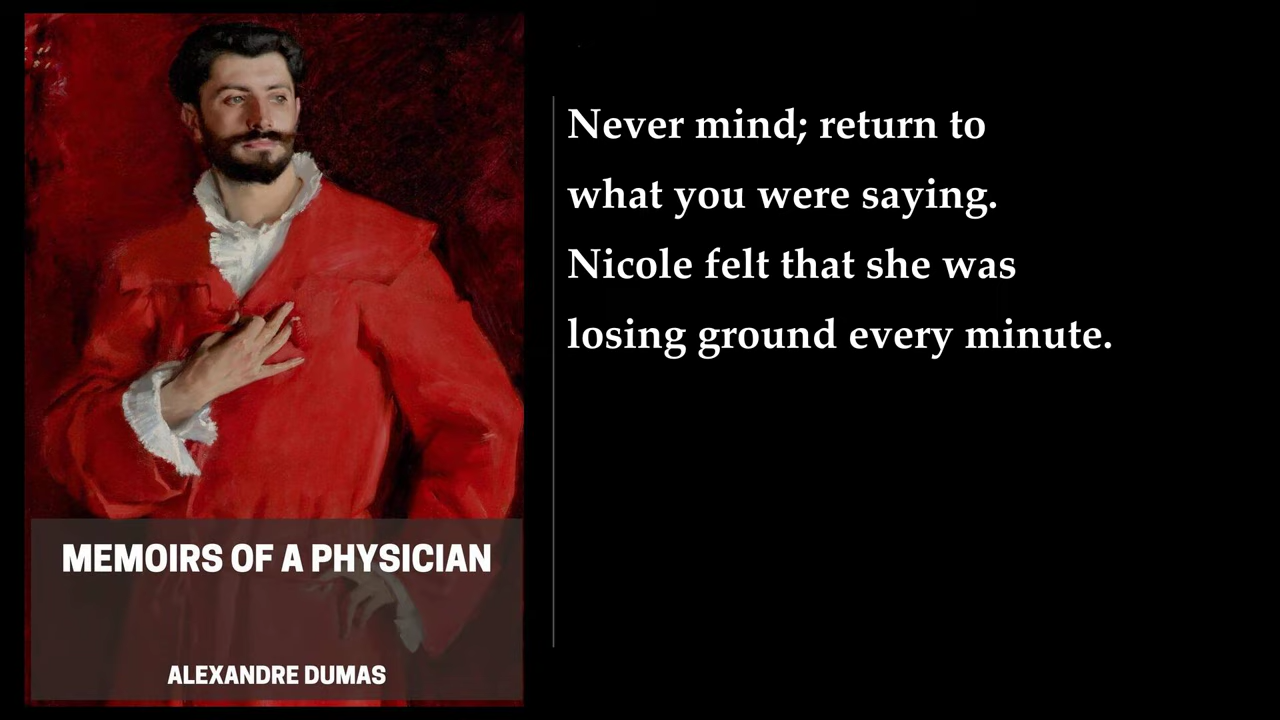 MEMOIRS OF A PHYSICIAN
ALEXANDRE DUMAS
Never mind; return to
what you were saying.
Nicole felt that she was
losing ground every minute.